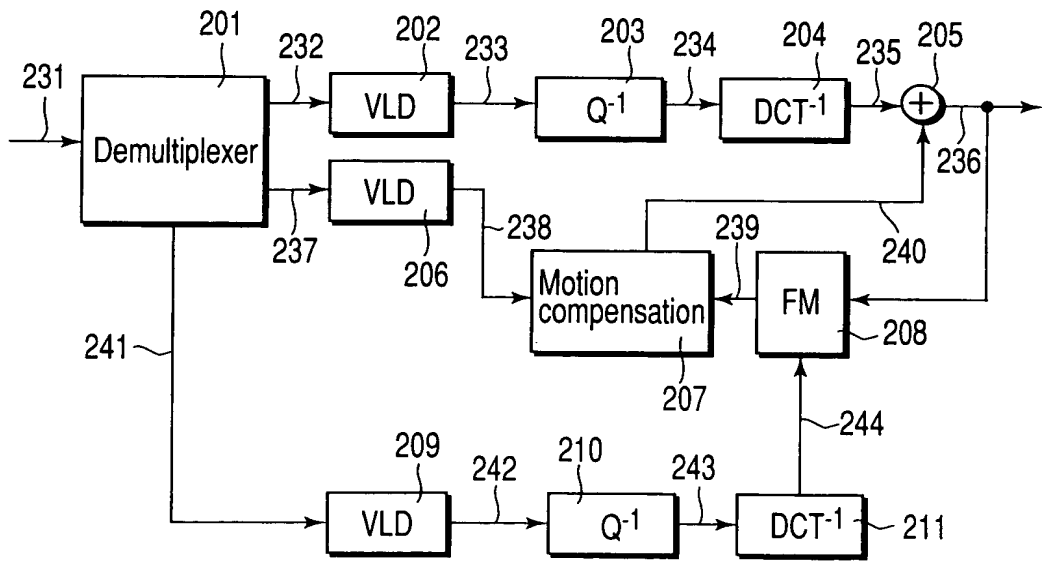 201
232
202
233
203
234
204
235
205
231
Demultiplexer
VLD
Q-1
DCT-1
+
236
237
VLD
206
238
240
239
Motion
compensation
FM
208
207
241
244
209
242
210
243
VLD
Q-1
DCT-1
211